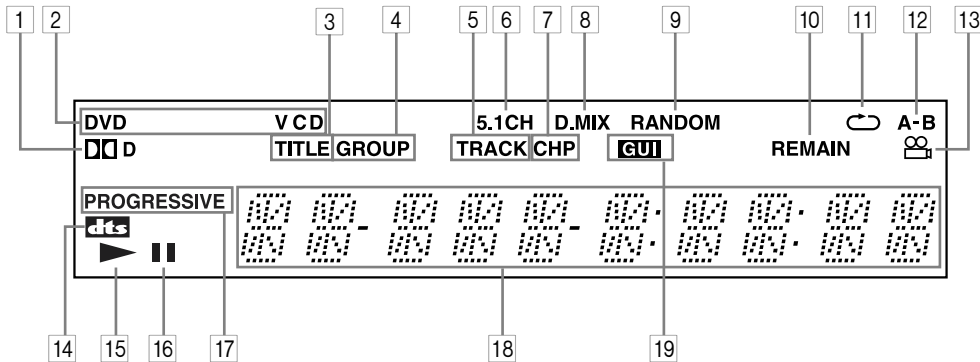 1 2 3 4 5 6 7 8 9 10 11 12 13
DVD V C D 5.1CH D.MIX RANDOM A-B
D TITLE GROUP TRACK CHP GUI REMAIN
PROGRESSIVE
dts
14 15 16 17 18 19